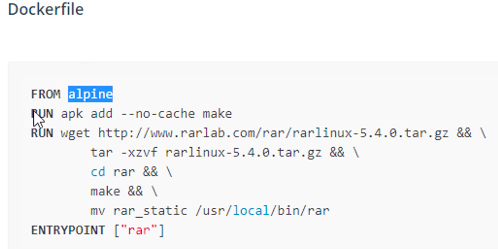 Dockerfile
FROM alpine
RUN apk add --no-cache make
RUN wget http://www.rarlab.com/rar/rarlinux-5.4.0.tar.gz && \
tar -xzvf rarlinux-5.4.0.tar.gz && \
cd rar && \
make && \
mv rar_static /usr/local/bin/rar
ENTRYPOINT ["rar"]